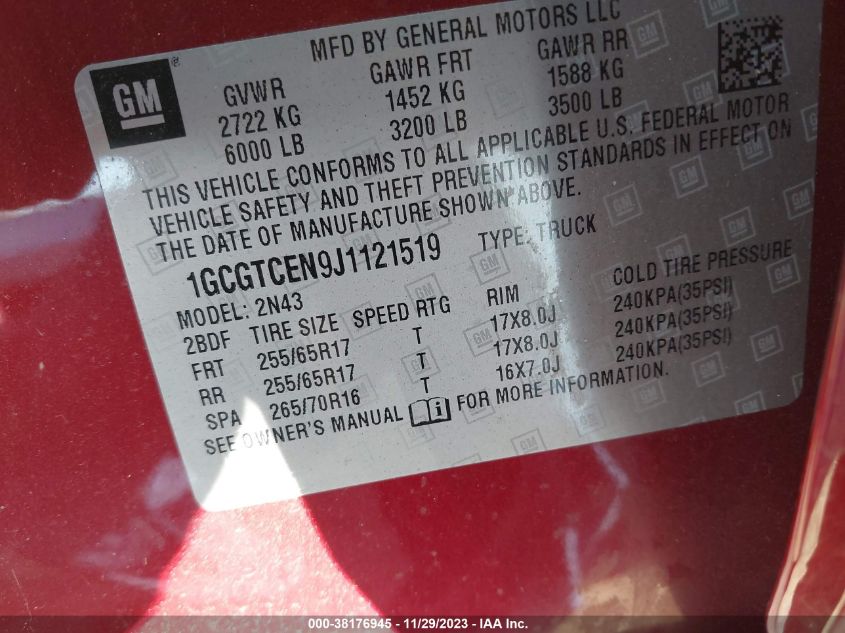 MFD BY GENERAL MOTORS LLC
GM
®
GVWR GAWR FRT GAWR RR
2722 KG 1452 KG 1588 KG
6000 LB 3200 LB 3500 LB
THIS VEHICLE CONFORMS TO ALL APPLICABLE U.S. FEDERAL MOTOR
VEHICLE SAFETY AND THEFT PREVENTION STANDARDS IN EFFECT ON
THE DATE OF MANUFACTURE SHOWN ABOVE.
1GCGTCEN9J1121519 TYPE: TRUCK
MODEL: 2N43
2BDF TIRE SIZE SPEED RTG RIM COLD TIRE PRESSURE
FRT 255/65R17 T 17X8.0J 240KPA(35PSI)
RR 255/65R17 T 17X8.0J 240KPA(35PSI)
SPA 265/70R16 T 16X7.0J 240KPA(35PSI)
SEE OWNER'S MANUAL i FOR MORE INFORMATION.
000-38176945 - 11/29/2023 - IAA Inc.